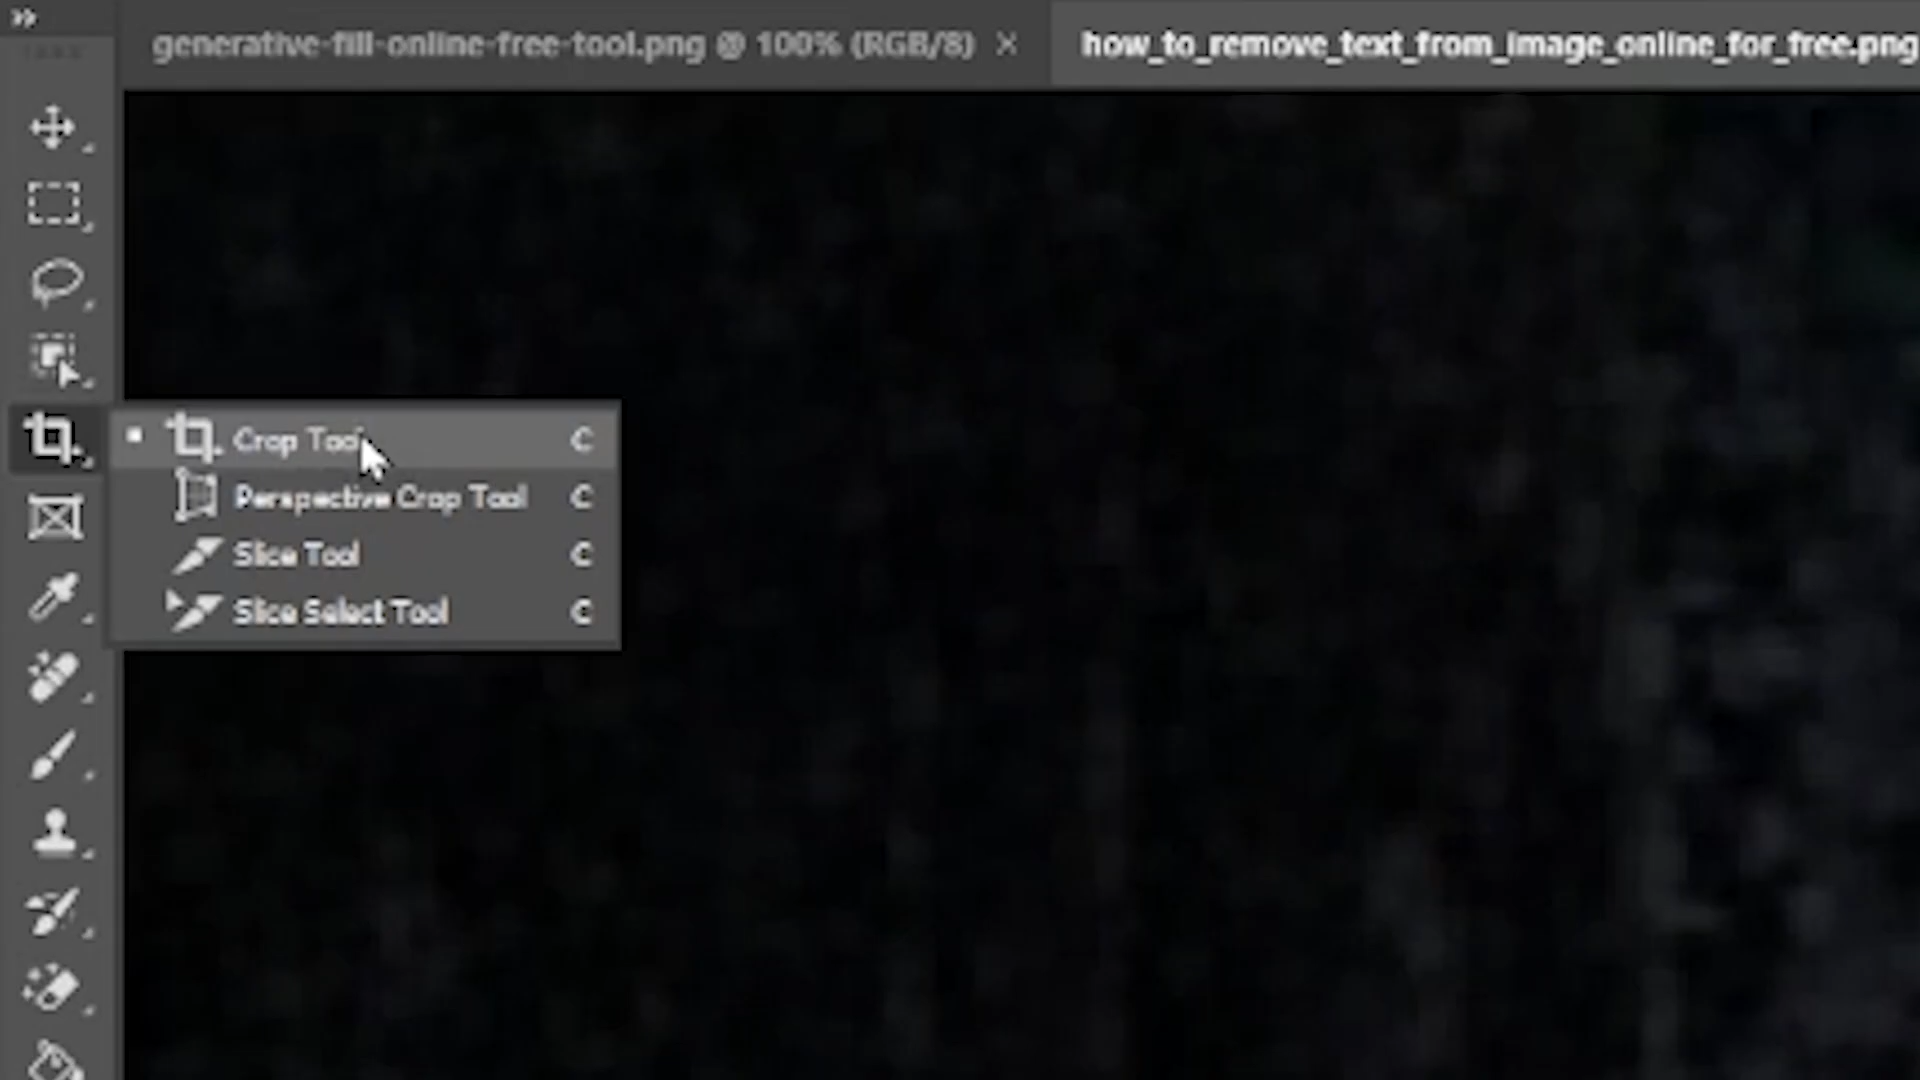 generative-fill-online-free-tool.png @ 100% (RGB/8) ×
how_to_remove_text_from_image_online_for_free.png
Crop Tool C
Perspective Crop Tool C
Slice Tool C
Slice Select Tool C